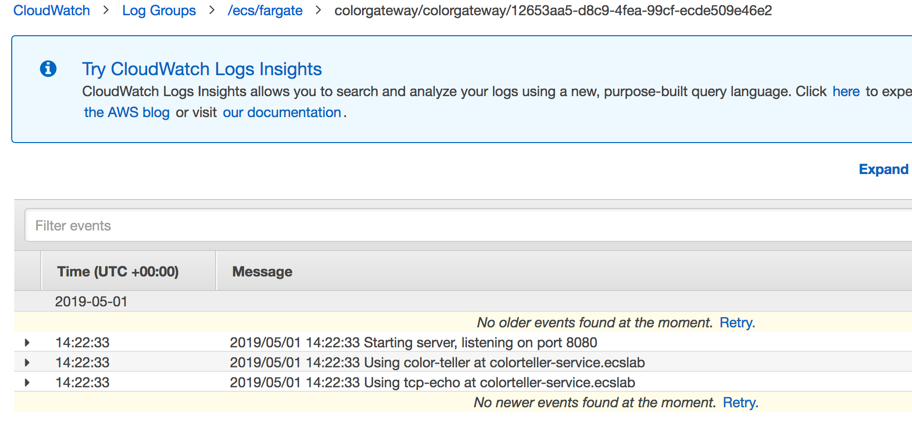 CloudWatch > Log Groups > /ecs/fargate > colorgateway/colorgateway/12653aa5-d8c9-4fea-99cf-ecde509e46e2
Try CloudWatch Logs Insights
CloudWatch Logs Insights allows you to search and analyze your logs using a new, purpose-built query language. Click here to expe
the AWS blog or visit our documentation.
Expand
Filter events
Time (UTC +00:00) Message
2019-05-01
No older events found at the moment. Retry.
14:22:33 2019/05/01 14:22:33 Starting server, listening on port 8080
14:22:33 2019/05/01 14:22:33 Using color-teller at colorteller-service.ecslab
14:22:33 2019/05/01 14:22:33 Using tcp-echo at colorteller-service.ecslab
No newer events found at the moment. Retry.